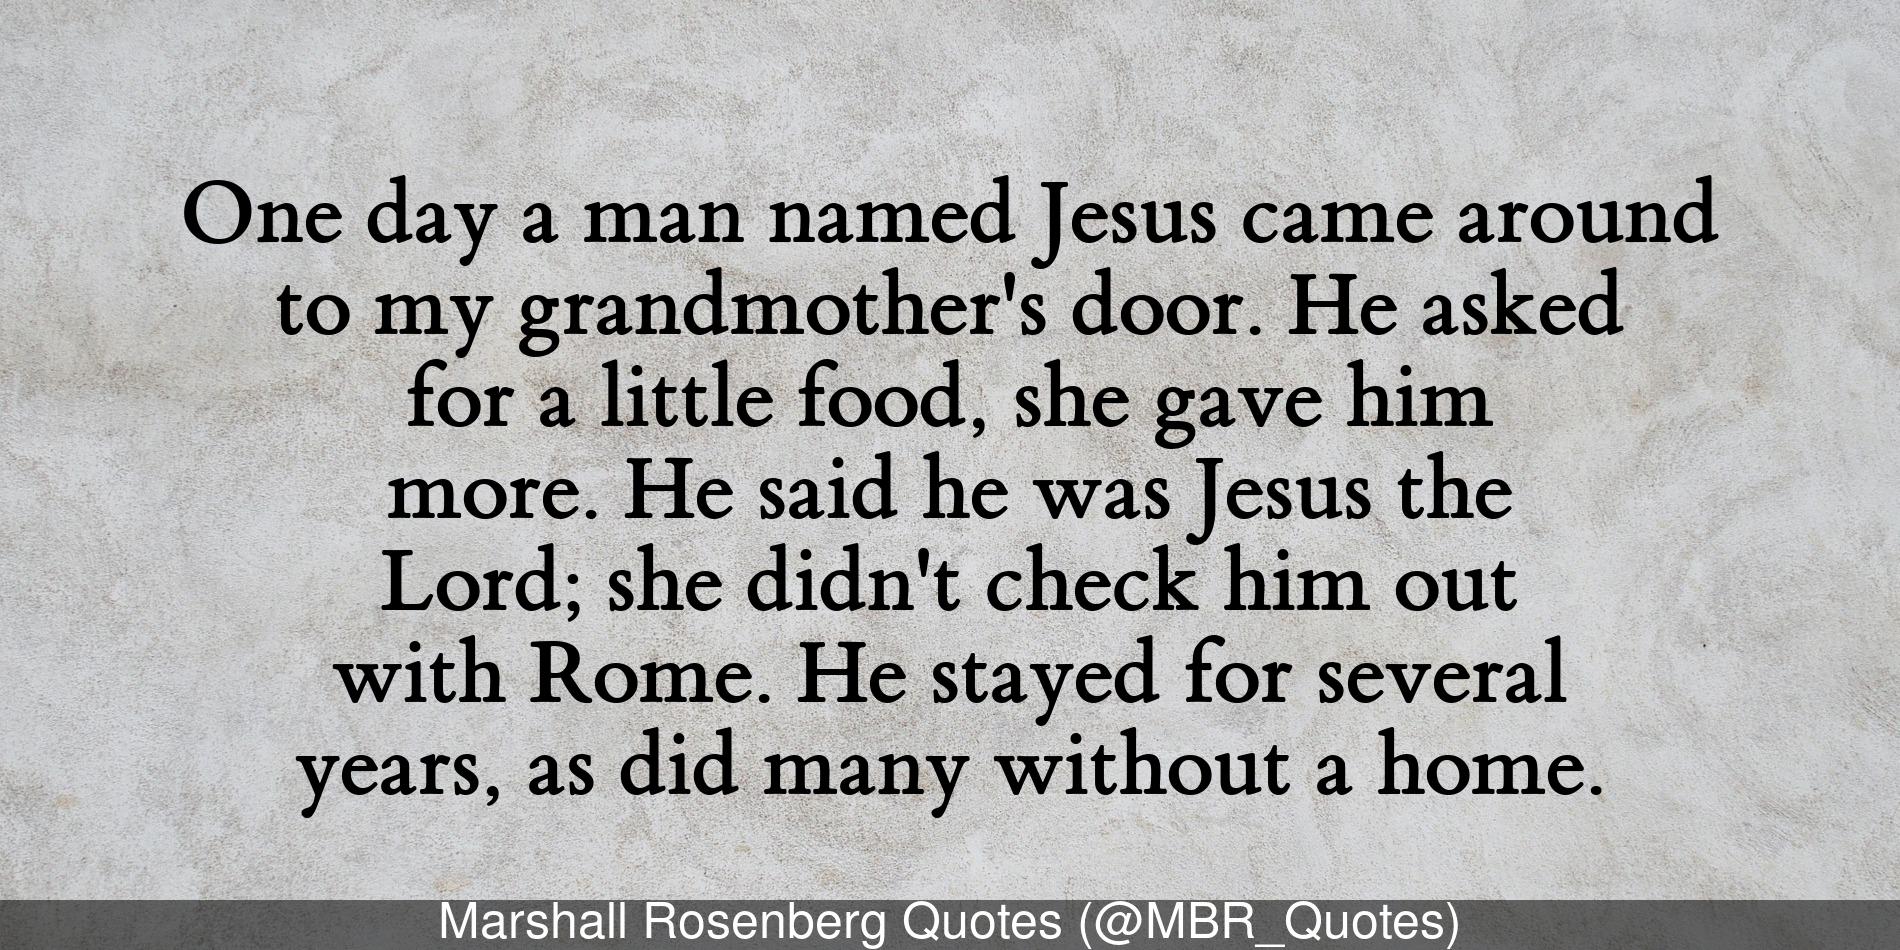 One day a man named Jesus came around
to my grandmother's door. He asked
for a little food, she gave him
more. He said he was Jesus the
Lord; she didn't check him out
with Rome. He stayed for several
years, as did many without a home.
Marshall Rosenberg Quotes (@MBR_Quotes)